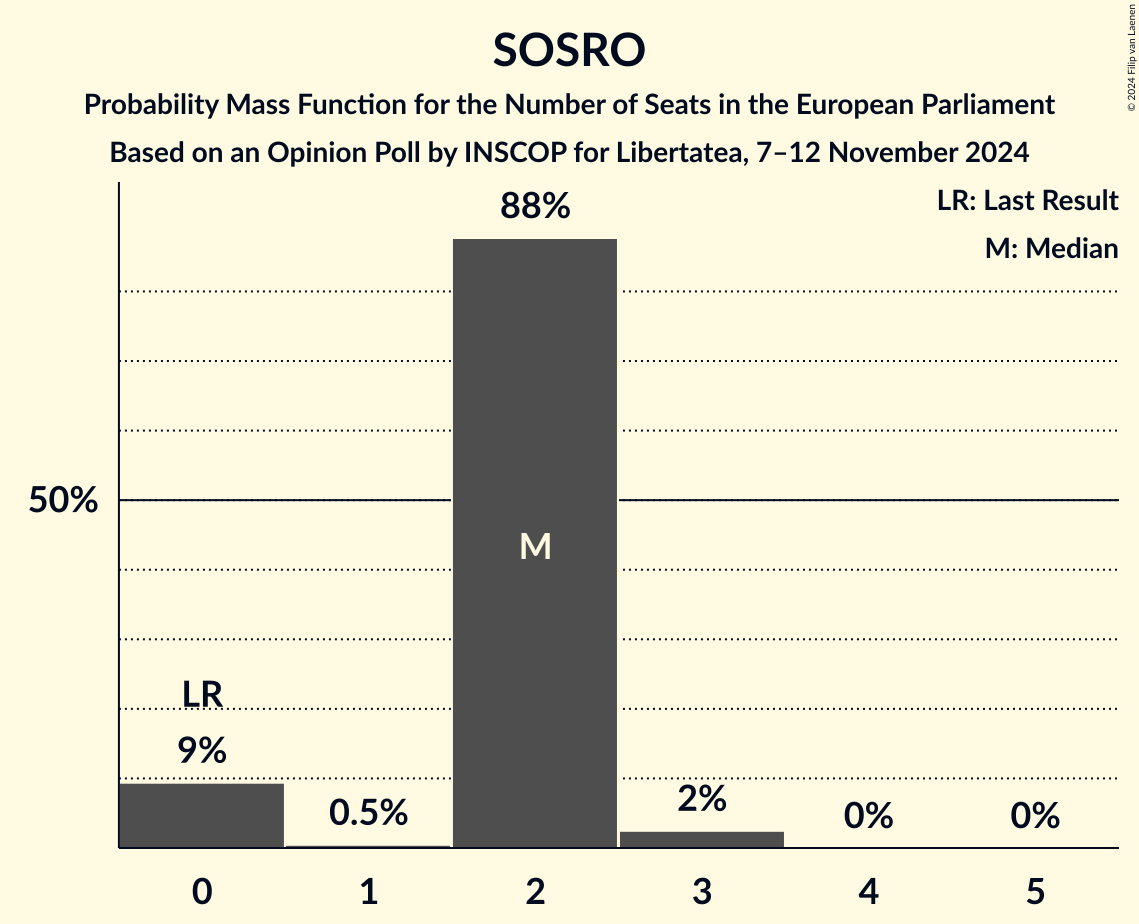 SOSRO
Probability Mass Function for the Number of Seats in the European Parliament
Based on an Opinion Poll by INSCOP for Libertatea, 7–12 November 2024
© 2024 Filip van Laenen
LR: Last Result
M: Median
88%
50%
M
LR
9%
0.5%
2%
0%
0%
0 1 2 3 4 5